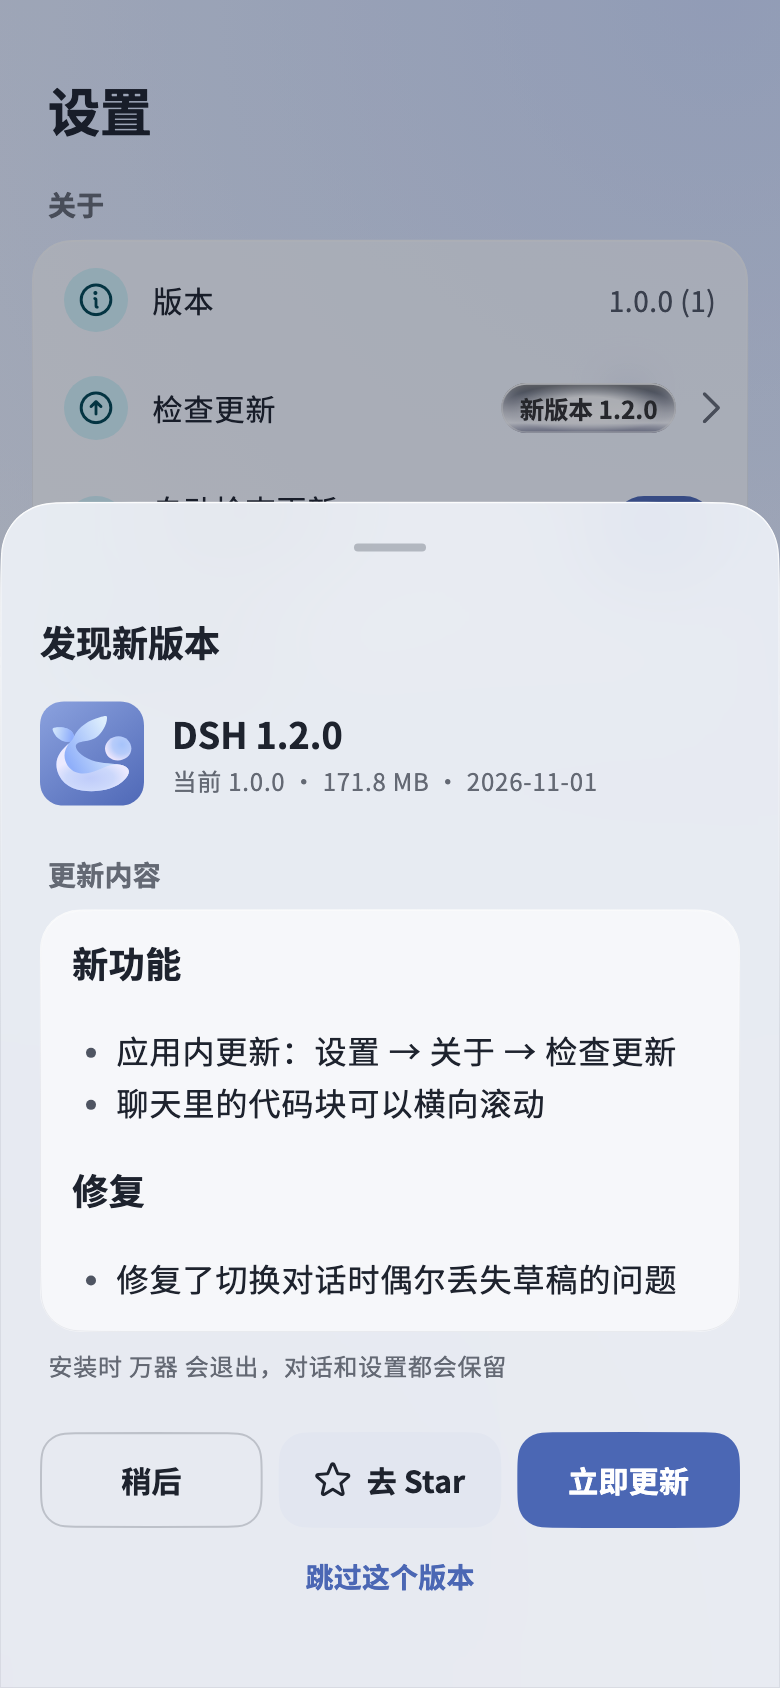 设置
关于
版本
1.0.0 (1)
检查更新
新版本 1.2.0
自动检查更新
发现新版本
DSH 1.2.0
当前 1.0.0 • 171.8 MB • 2026-11-01
更新内容
新功能
• 应用内更新：设置 → 关于 → 检查更新
• 聊天里的代码块可以横向滚动
修复
• 修复了切换对话时偶尔丢失草稿的问题
安装时 万器 会退出，对话和设置都会保留
稍后
去 Star
立即更新
跳过这个版本